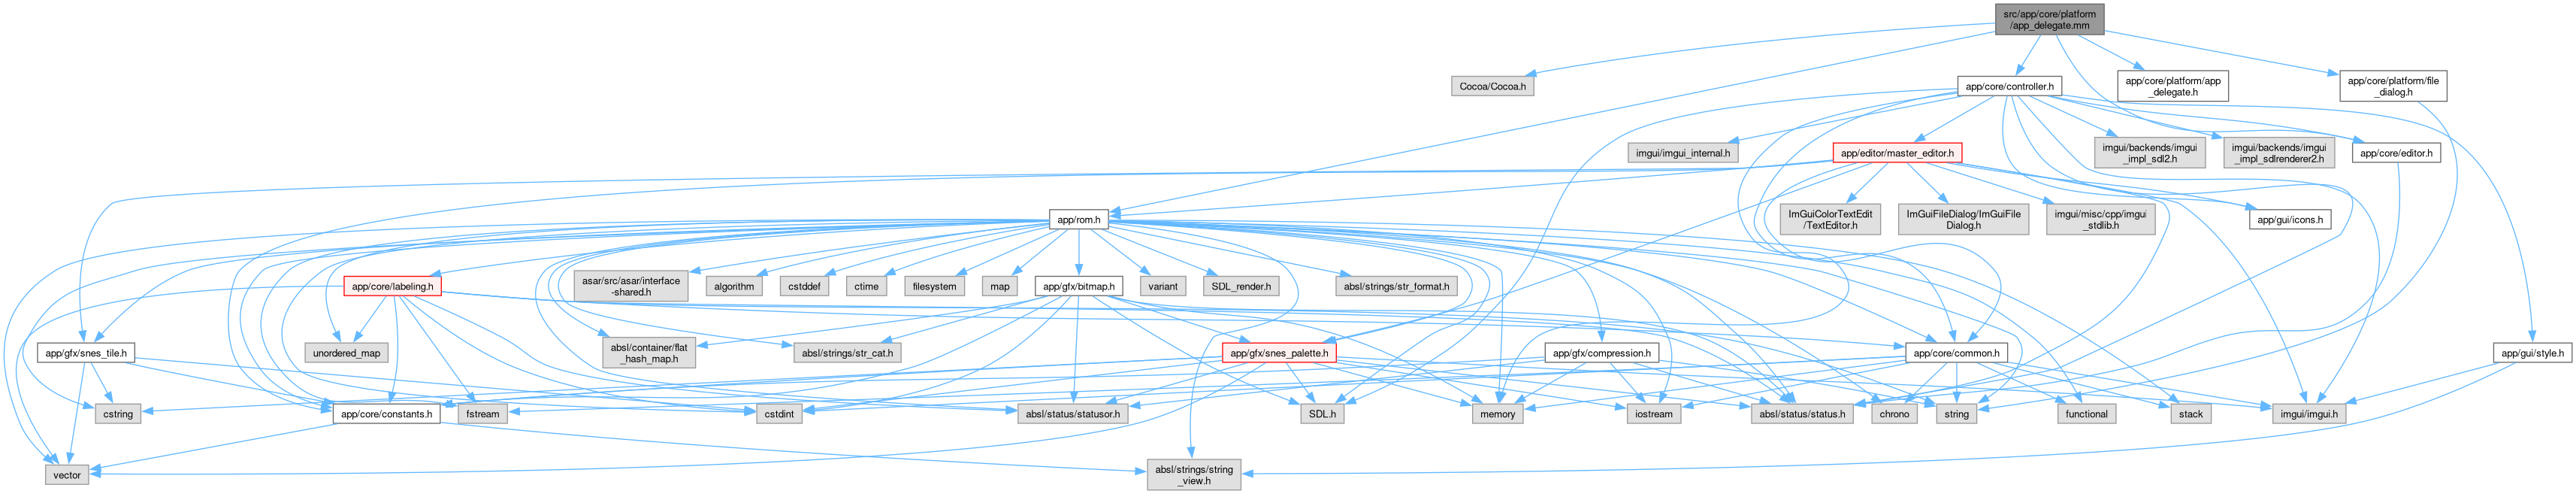 src/app/core/platform
/app_delegate.mm
Cocoa/Cocoa.h
app/core/controller.h
app/core/platform/app
_delegate.h
app/core/platform/file
_dialog.h
imgui/imgui_internal.h
app/editor/master_editor.h
imgui/backends/imgui
_impl_sdl2.h
imgui/backends/imgui
_impl_sdlrenderer2.h
app/core/editor.h
app/rom.h
ImGuiColorTextEdit
/TextEditor.h
ImGuiFileDialog/ImGuiFile
Dialog.h
imgui/misc/cpp/imgui
_stdlib.h
app/gui/icons.h
app/core/labeling.h
asar/src/asar/interface
-shared.h
algorithm
cstddef
ctime
filesystem
map
app/gfx/bitmap.h
variant
SDL_render.h
absl/strings/str_format.h
app/gfx/snes_tile.h
unordered_map
absl/container/flat
_hash_map.h
absl/strings/str_cat.h
app/gfx/snes_palette.h
app/gfx/compression.h
app/core/common.h
app/gui/style.h
cstring
app/core/constants.h
fstream
cstdint
absl/status/statusor.h
SDL.h
memory
iostream
absl/status/status.h
chrono
string
functional
stack
imgui/imgui.h
vector
absl/strings/string
_view.h